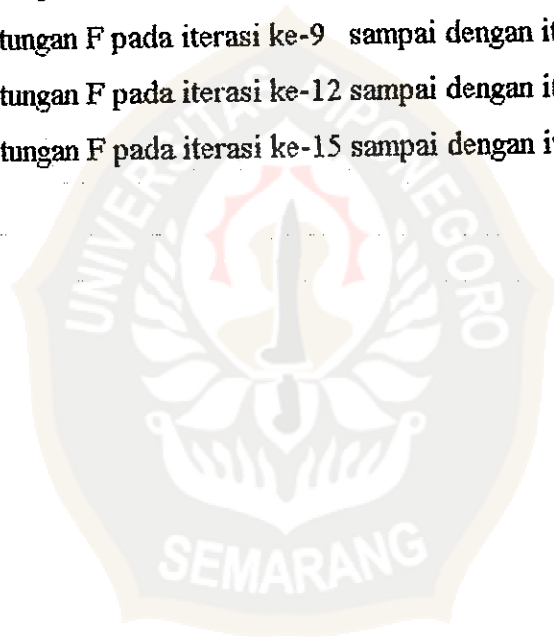 tungan F pada iterasi ke-9 sampai dengan it
tungan F pada iterasi ke-12 sampai dengan it
tungan F pada iterasi ke-15 sampai dengan it
UNIVERSITAS DIPONEGORO
SEMARANG